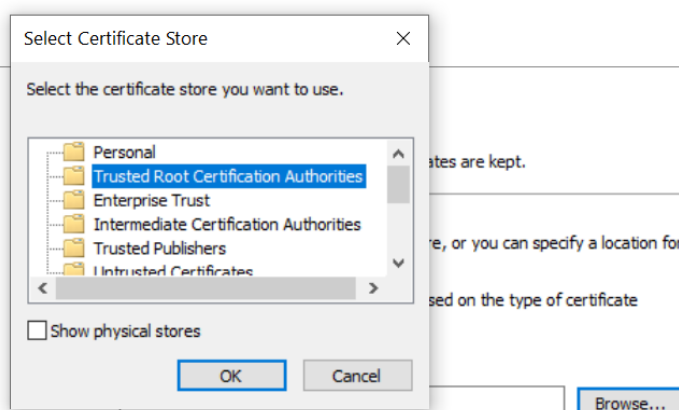 Select Certificate Store
Select the certificate store you want to use.
Personal
Trusted Root Certification Authorities
Enterprise Trust
Intermediate Certification Authorities
Trusted Publishers
Untrusted Certificates
Show physical stores
OK
Cancel
ates are kept.
re, or you can specify a location for
sed on the type of certificate
Browse...